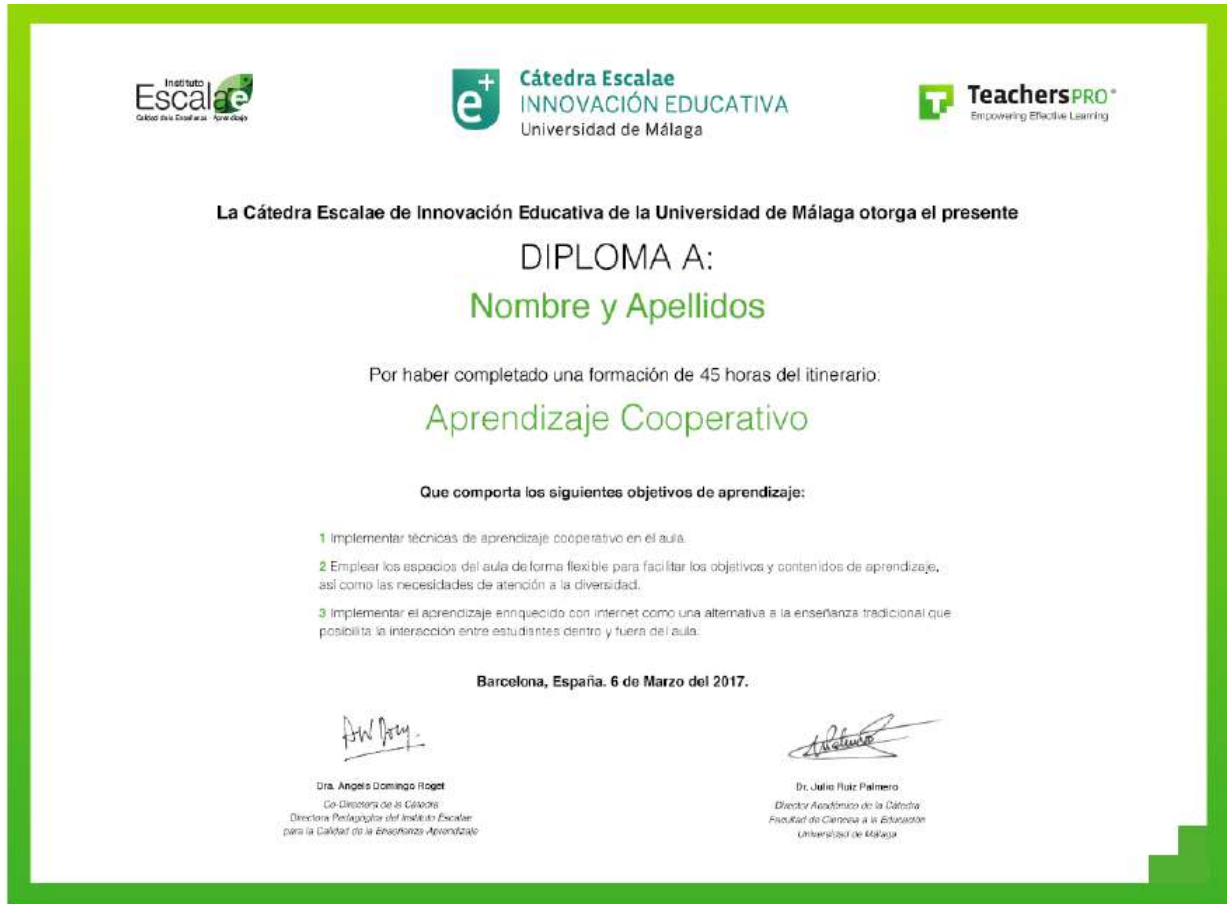 Instituto
Escalae
Calidad de la Enseñanza - Aprendizaje
e+
Cátedra Escalae
INNOVACIÓN EDUCATIVA
Universidad de Málaga
TeachersPRO
Empowering Effective Learning
La Cátedra Escalae de Innovación Educativa de la Universidad de Málaga otorga el presente
DIPLOMA A:
Nombre y Apellidos
Por haber completado una formación de 45 horas del itinerario:
Aprendizaje Cooperativo
Que comporta los siguientes objetivos de aprendizaje:
1 Implementar técnicas de aprendizaje cooperativo en el aula.
2 Emplear los espacios del aula de forma flexible para facilitar los objetivos y contenidos de aprendizaje,
así como las necesidades de atención a la diversidad.
3 Implementar el aprendizaje enriquecido con internet como una alternativa a la enseñanza tradicional que
posibilita la interacción entre estudiantes dentro y fuera del aula.
Barcelona, España. 6 de Marzo del 2017.
Dra. Angels Domingo Roget
Co-Directora de la Cátedra
Directora Pedagógica del Instituto Escalae
para la Calidad de la Enseñanza Aprendizaje
Dr. Julio Ruiz Palmero
Director Académico de la Cátedra
Facultad de Ciencias a la Educación
Universidad de Málaga